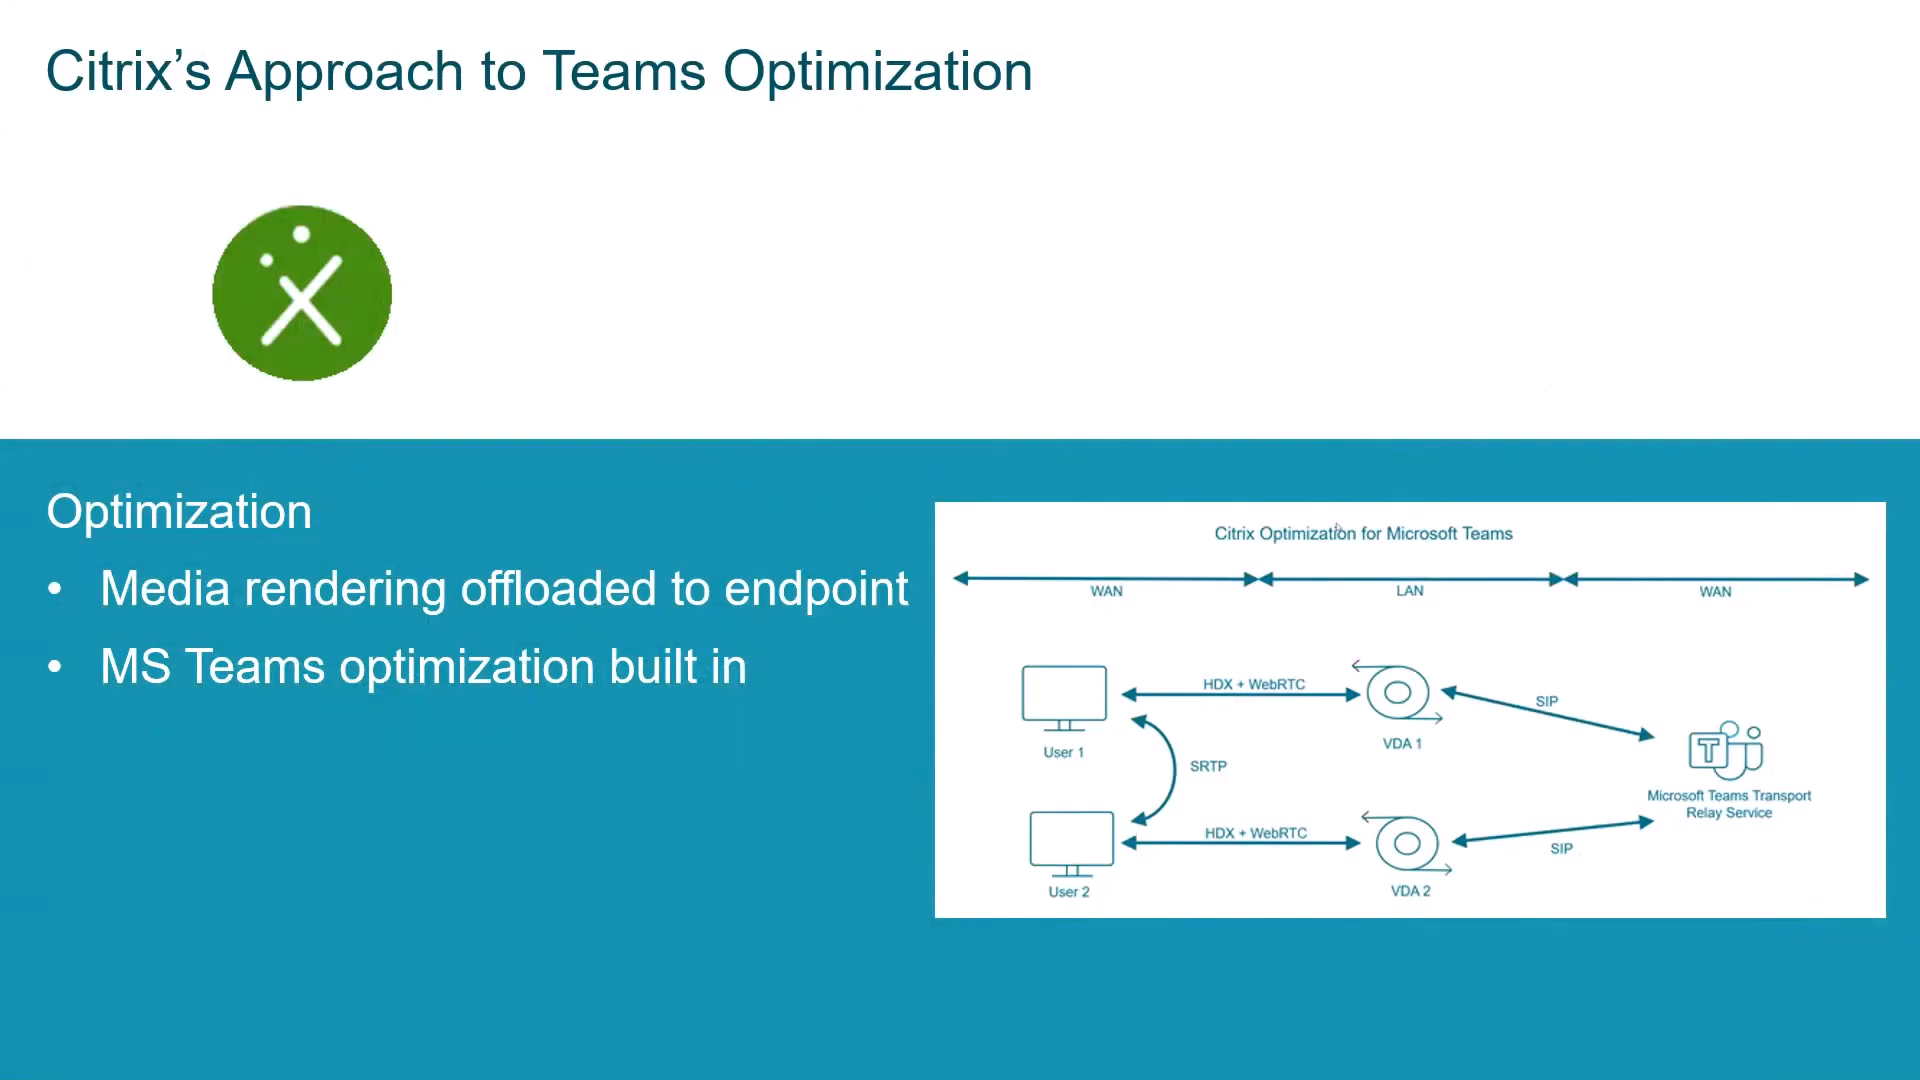 Citrix’s Approach to Teams Optimization
Optimization
• Media rendering offloaded to endpoint
• MS Teams optimization built in
Citrix Optimization for Microsoft Teams
WAN LAN WAN
HDX + WebRTC
SIP
User 1
VDA 1
SRTP
Microsoft Teams Transport
Relay Service
HDX + WebRTC
SIP
User 2
VDA 2